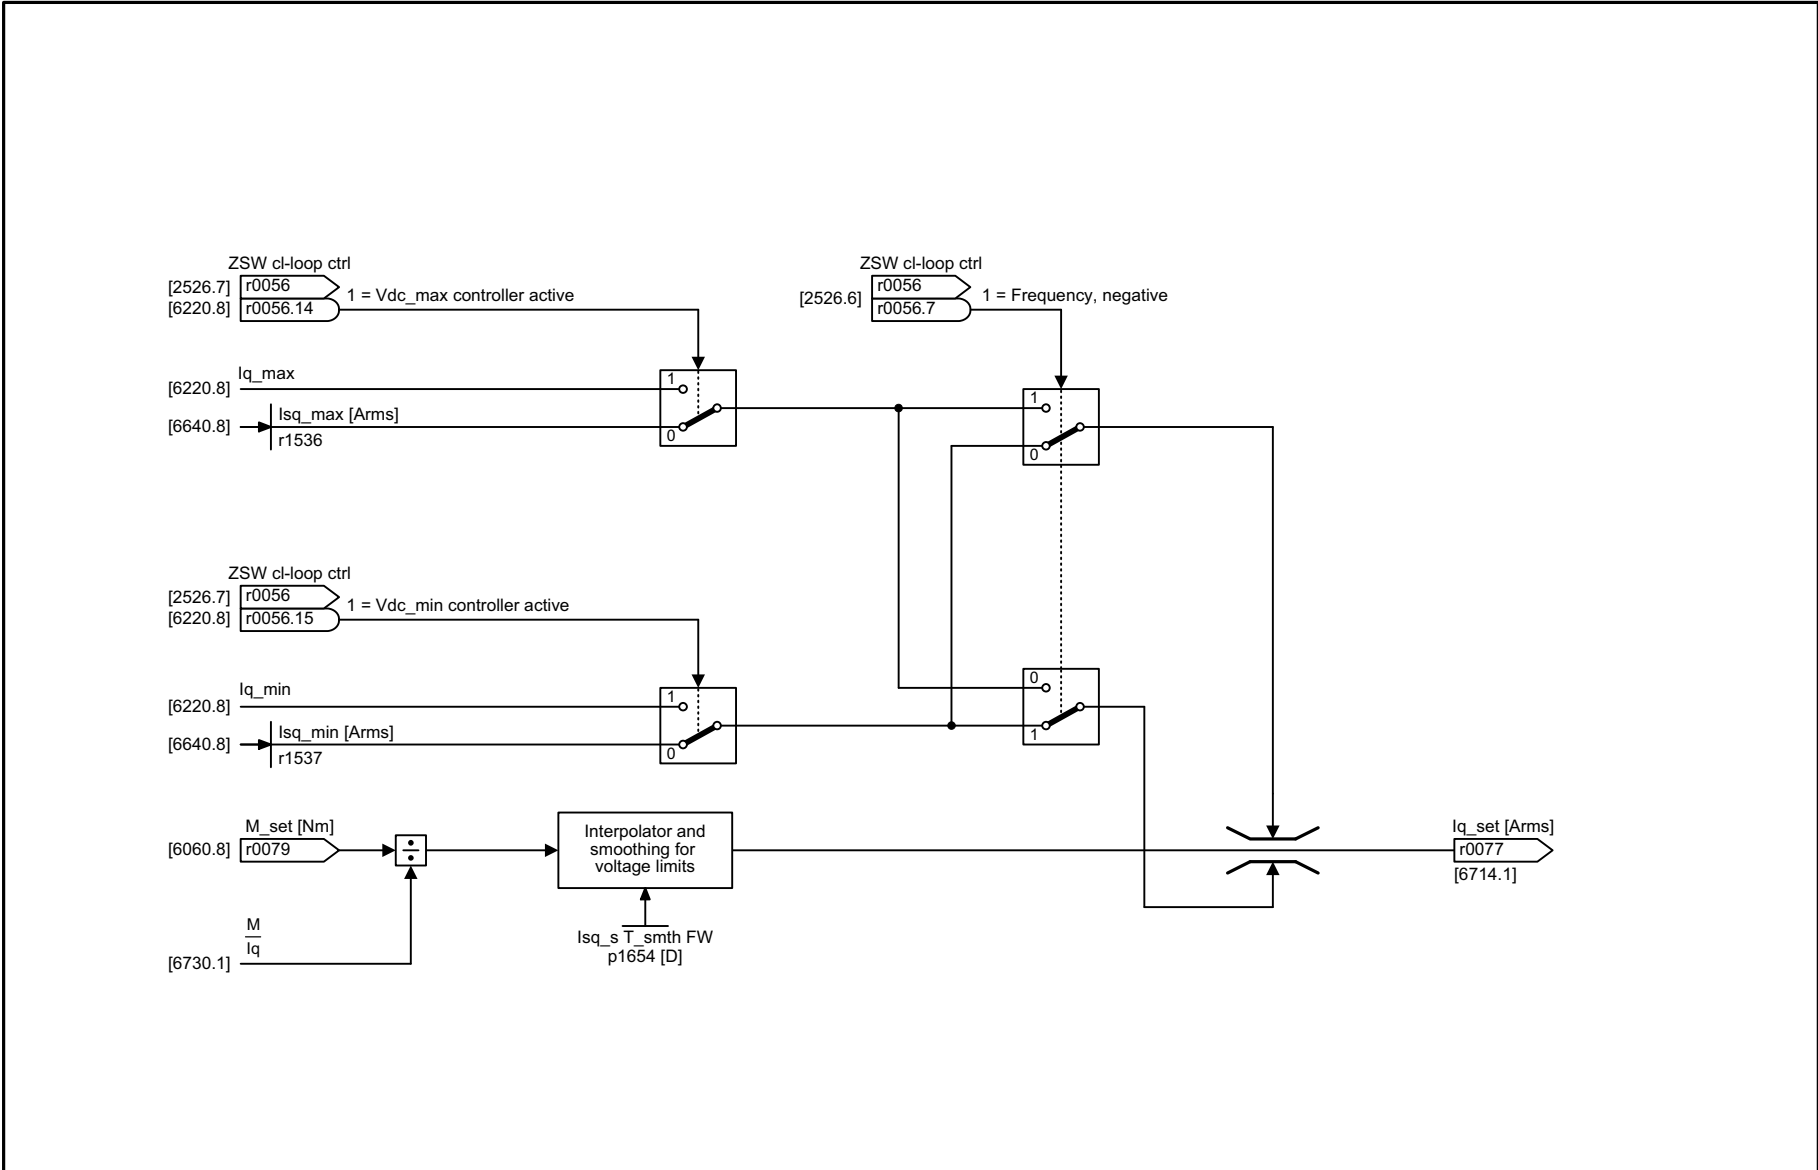 ZSW cl-loop ctrl
[2526.7]
r0056
[6220.8]
r0056.14
1 = Vdc_max controller active
ZSW cl-loop ctrl
[2526.6]
r0056
r0056.7
1 = Frequency, negative
Iq_max
[6220.8]
Isq_max [Arms]
[6640.8]
r1536
1
0
1
0
ZSW cl-loop ctrl
[2526.7]
r0056
[6220.8]
r0056.15
1 = Vdc_min controller active
Iq_min
[6220.8]
Isq_min [Arms]
[6640.8]
r1537
1
0
0
1
M_set [Nm]
[6060.8]
r0079
÷
Interpolator and
smoothing for
voltage limits
Iq_set [Arms]
r0077
[6714.1]
M
Iq
[6730.1]
Isq_s T_smth FW
p1654 [D]